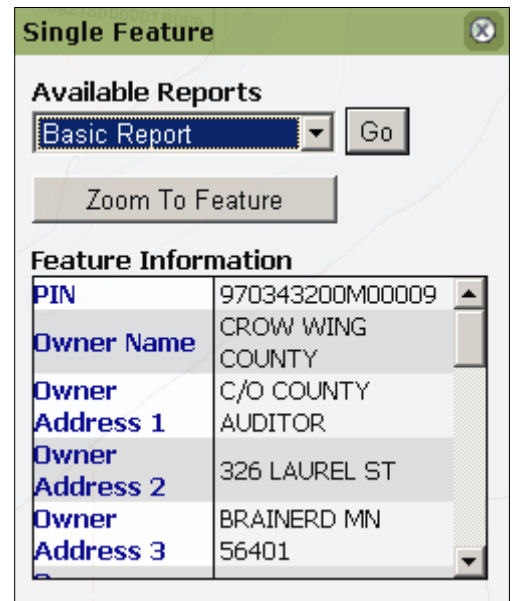 Single Feature
Available Reports
Basic Report
Go
Zoom To Feature
Feature Information
PIN 970343200M00009
Owner Name CROW WING
COUNTY
Owner C/O COUNTY
Address 1 AUDITOR
Owner
Address 2 326 LAUREL ST
Owner BRAINERD MN
Address 3 56401